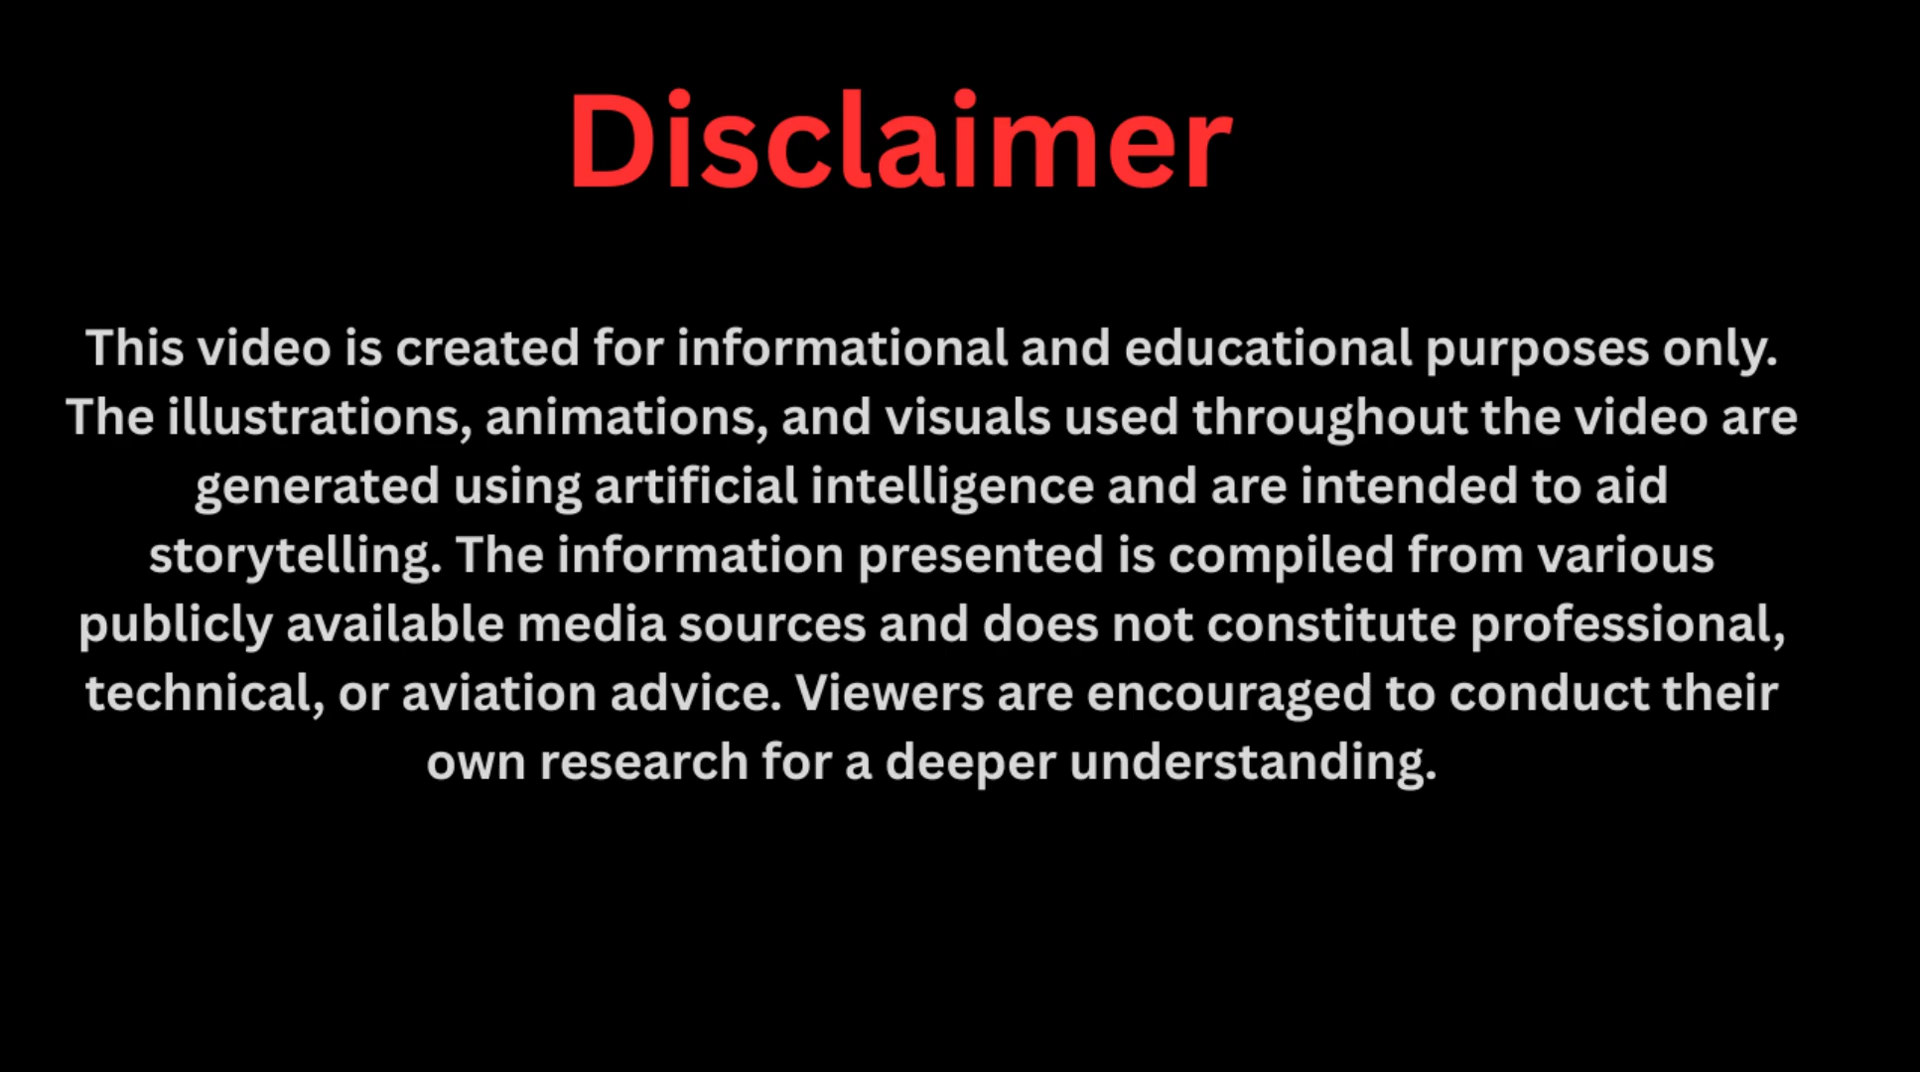 Disclaimer
This video is created for informational and educational purposes only.
The illustrations, animations, and visuals used throughout the video are
generated using artificial intelligence and are intended to aid
storytelling. The information presented is compiled from various
publicly available media sources and does not constitute professional,
technical, or aviation advice. Viewers are encouraged to conduct their
own research for a deeper understanding.